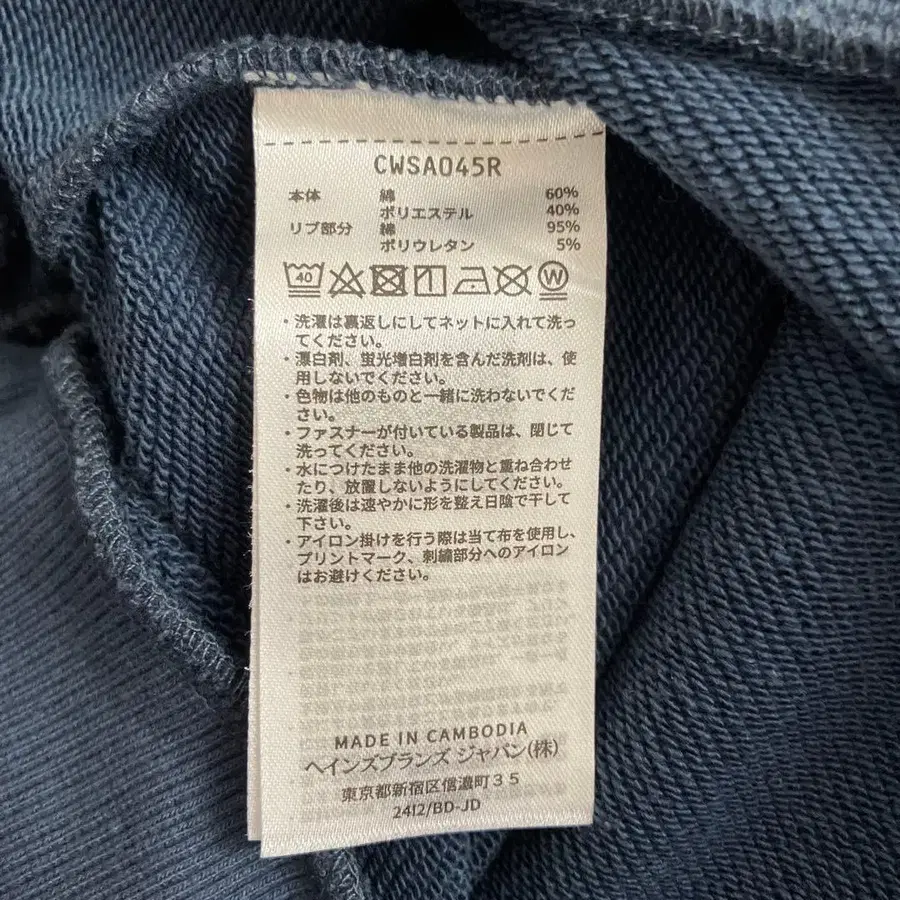 CWSA045R
本体 綿 60%
ポリエステル 40%
リブ部分 綿 95%
ポリウレタン 5%
40 W
・洗濯は裏返しにしてネットに入れて洗っ
てください。
・漂白剤、蛍光増白剤を含んだ洗剤は、使
用しないでください。
・色物は他のものと一緒に洗わないでくだ
さい。
・ファスナーが付いている製品は、閉じて
洗ってください。
・水につけたまま他の洗濯物と重ね合わせ
たり、放置しないようにしてください。
・洗濯後は速やかに形を整え日陰で干して
下さい。
・アイロン掛けを行う際は当て布を使用し、
プリントマーク、刺繍部分へのアイロン
はお避けください。
MADE IN CAMBODIA
ヘインズブランズ ジャパン(株)
東京都新宿区信濃町35
2412/BD-JD